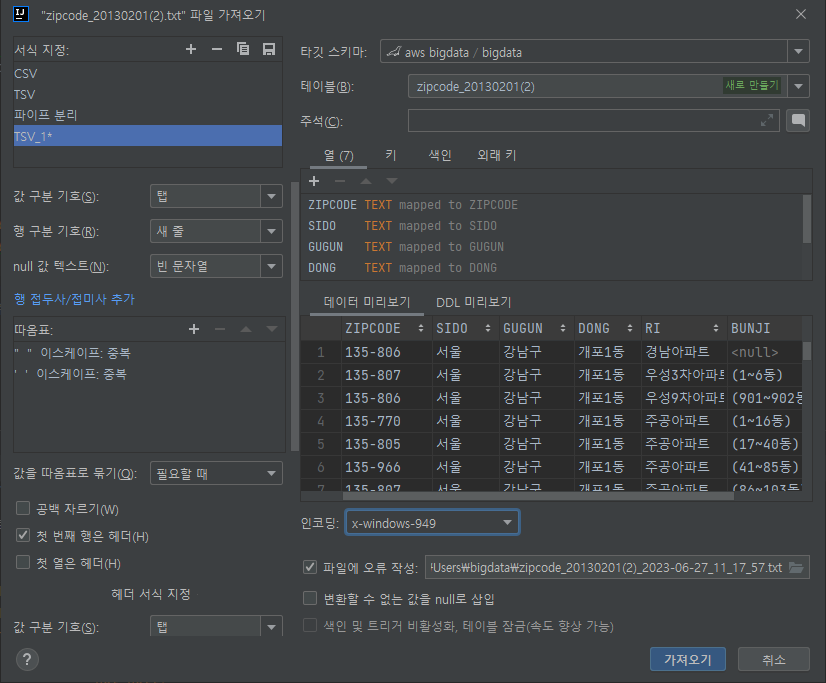 "zipcode_20130201(2).txt" 파일 가져오기
서식 지정:
CSV
TSV
파이프 분리
TSV_1*
값 구분 기호(S): 탭
행 구분 기호(R): 새 줄
null 값 텍스트(N): 빈 문자열
행 접두사/접미사 추가
따옴표:
" " 이스케이프: 중복
' ' 이스케이프: 중복
값을 따옴표로 묶기(Q): 필요할 때
공백 자르기(W)
첫 번째 행은 헤더(H)
첫 열은 헤더(H)
헤더 서식 지정
값 구분 기호(S): 탭
타깃 스키마: aws bigdata / bigdata
테이블(B): zipcode_20130201(2) 새로 만들기
주석(C):
열 (7) 키 색인 외래 키
ZIPCODE TEXT mapped to ZIPCODE
SIDO TEXT mapped to SIDO
GUGUN TEXT mapped to GUGUN
DONG TEXT mapped to DONG
데이터 미리보기 DDL 미리보기
ZIPCODE SIDO GUGUN DONG RI BUNJI
1 135-806 서울 강남구 개포1동 경남아파트 <null>
2 135-807 서울 강남구 개포1동 우성3차아파트 (1~6동)
3 135-806 서울 강남구 개포1동 우성9차아파트 (901~902동
4 135-770 서울 강남구 개포1동 주공아파트 (1~16동)
5 135-805 서울 강남구 개포1동 주공아파트 (17~40동)
6 135-966 서울 강남구 개포1동 주공아파트 (41~85동)
7 135-807 서울 강남구 개포1동 주공아파트 (86~103동
인코딩: x-windows-949
파일에 오류 작성: Users₩bigdata₩zipcode_20130201(2)_2023-06-27_11_17_57.txt
변환할 수 없는 값을 null로 삽입
색인 및 트리거 비활성화, 테이블 잠금(속도 향상 가능)
? 가져오기 취소